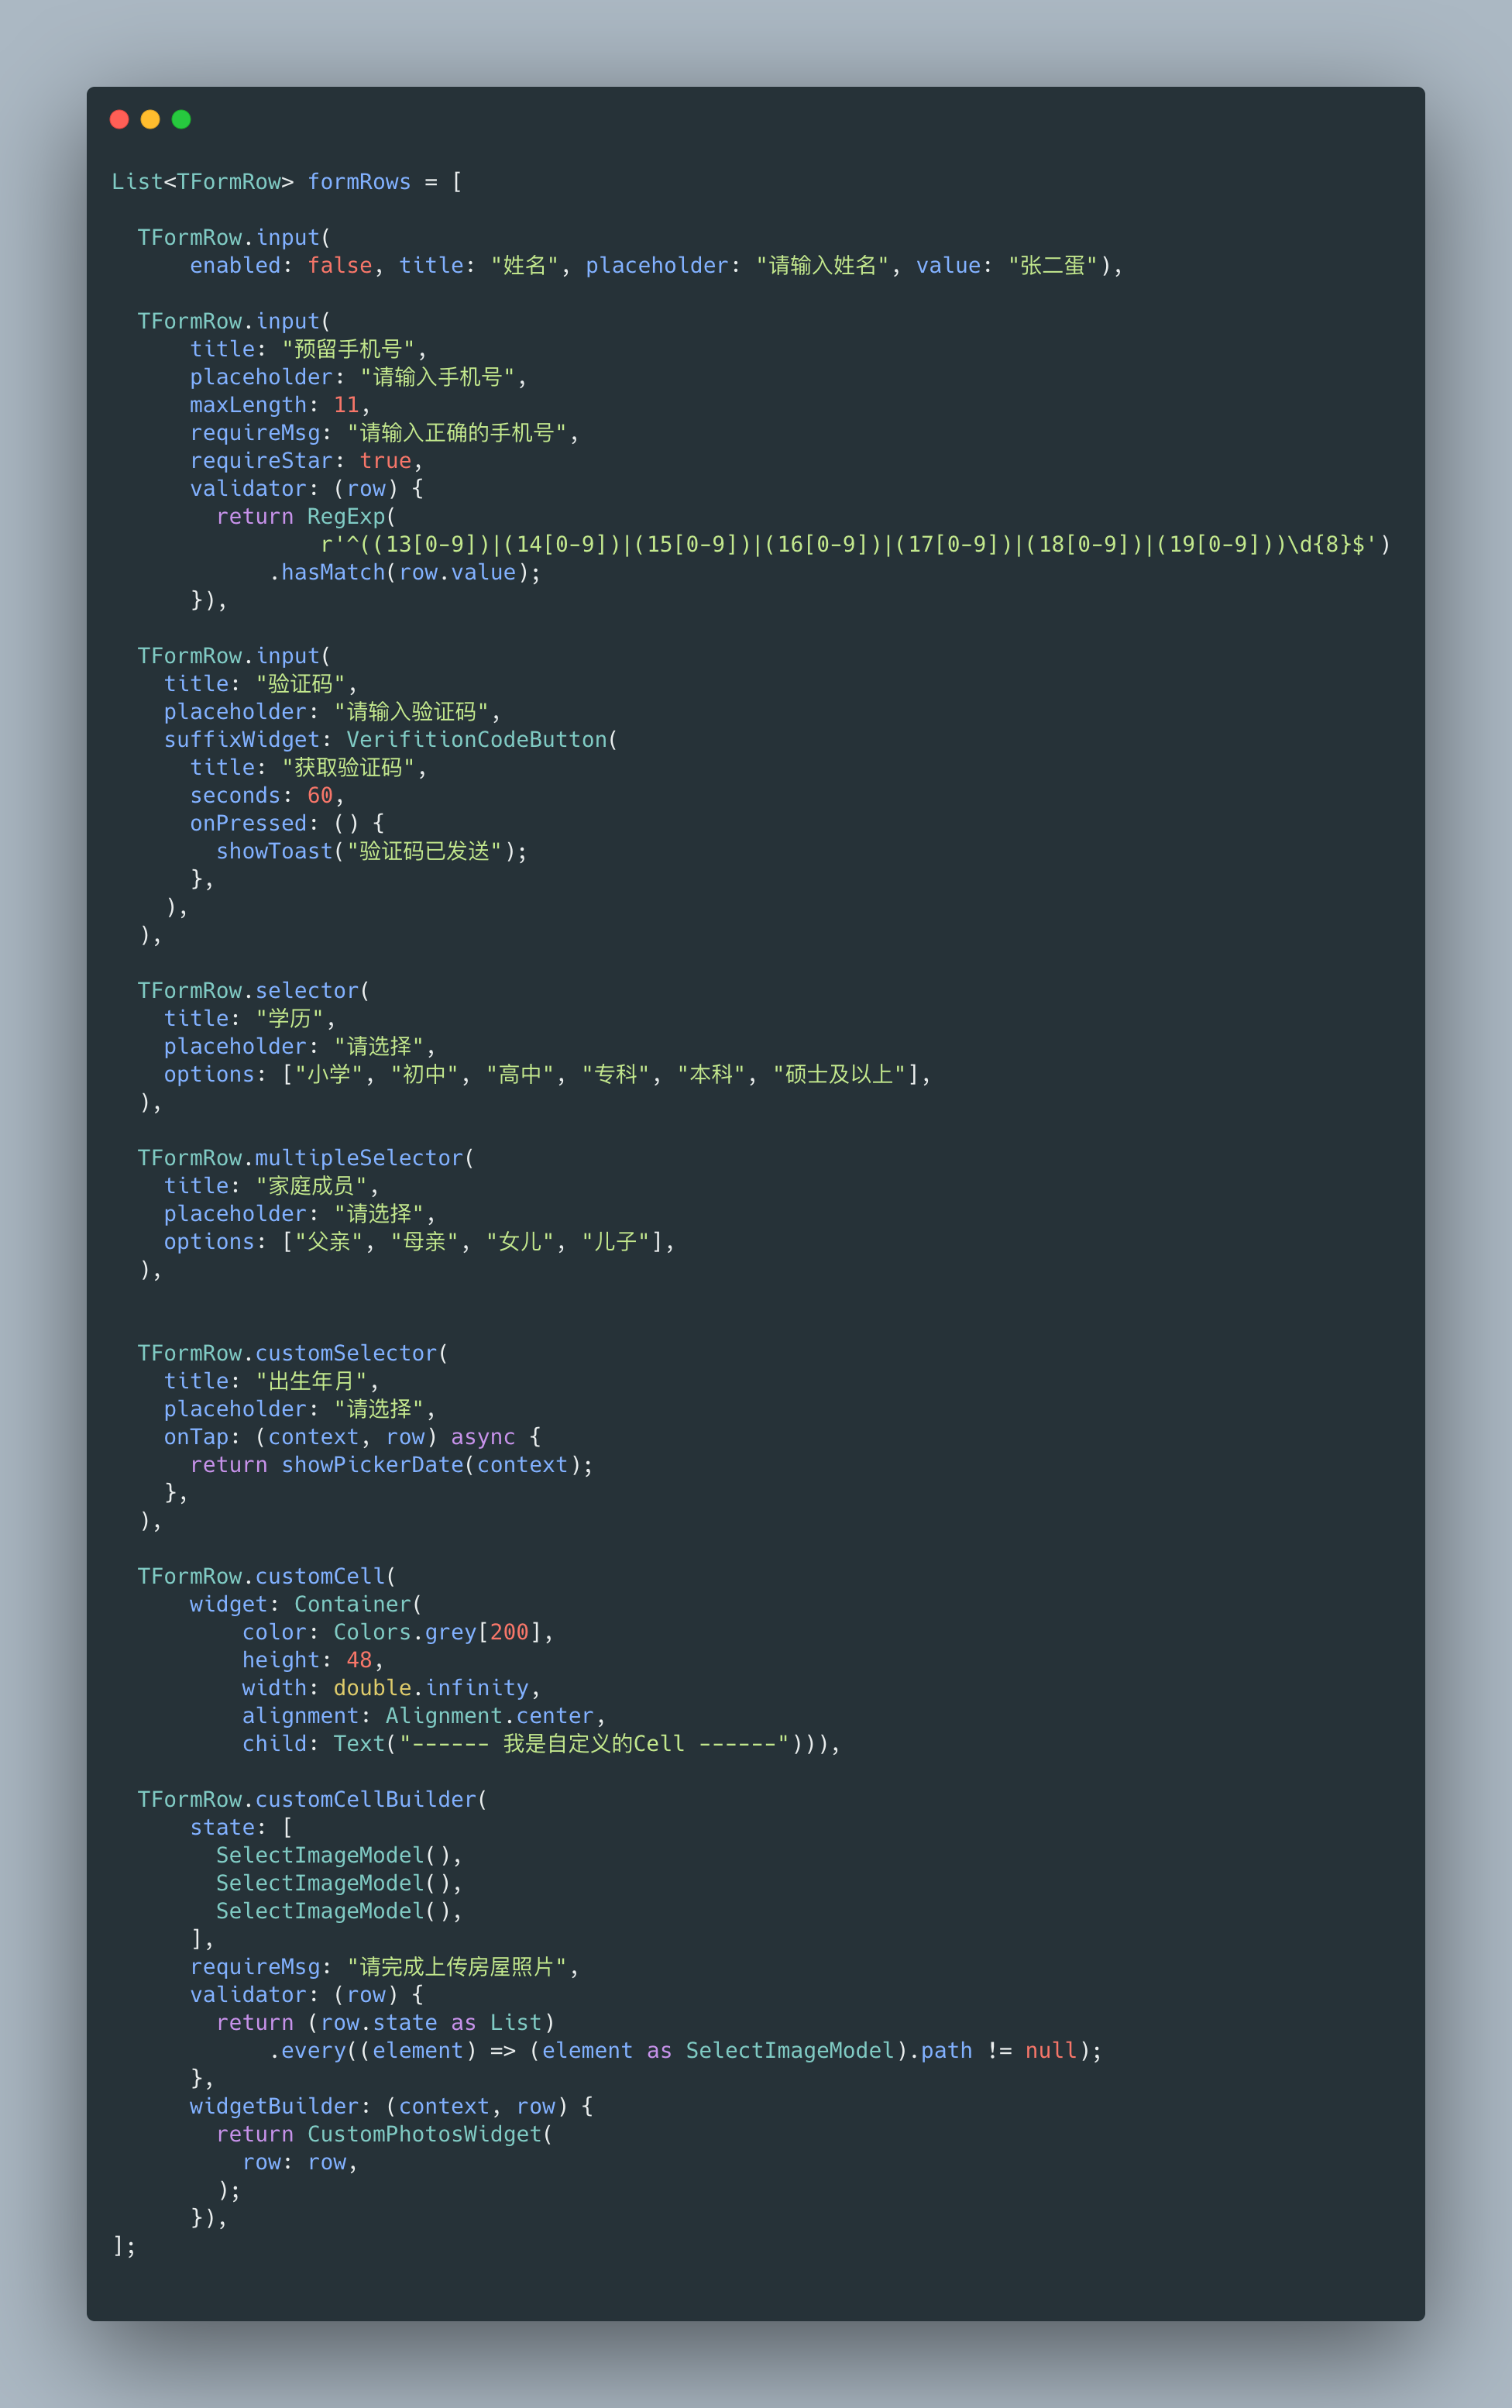 List<TFormRow> formRows = [
TFormRow.input(
enabled: false, title: "姓名", placeholder: "请输入姓名", value: "张二蛋"),
TFormRow.input(
title: "预留手机号",
placeholder: "请输入手机号",
maxLength: 11,
requireMsg: "请输入正确的手机号",
requireStar: true,
validator: (row) {
return RegExp(
r'^((13[0-9])|(14[0-9])|(15[0-9])|(16[0-9])|(17[0-9])|(18[0-9])|(19[0-9]))\d{8}$')
.hasMatch(row.value);
}),
TFormRow.input(
title: "验证码",
placeholder: "请输入验证码",
suffixWidget: VerifitionCodeButton(
title: "获取验证码",
seconds: 60,
onPressed: () {
showToast("验证码已发送");
},
),
),
TFormRow.selector(
title: "学历",
placeholder: "请选择",
options: ["小学", "初中", "高中", "专科", "本科", "硕士及以上"],
),
TFormRow.multipleSelector(
title: "家庭成员",
placeholder: "请选择",
options: ["父亲", "母亲", "女儿", "儿子"],
),
TFormRow.customSelector(
title: "出生年月",
placeholder: "请选择",
onTap: (context, row) async {
return showPickerDate(context);
},
),
TFormRow.customCell(
widget: Container(
color: Colors.grey[200],
height: 48,
width: double.infinity,
alignment: Alignment.center,
child: Text("------ 我是自定义的Cell ------"))),
TFormRow.customCellBuilder(
state: [
SelectImageModel(),
SelectImageModel(),
SelectImageModel(),
],
requireMsg: "请完成上传房屋照片",
validator: (row) {
return (row.state as List)
.every((element) => (element as SelectImageModel).path != null);
},
widgetBuilder: (context, row) {
return CustomPhotosWidget(
row: row,
);
}),
];